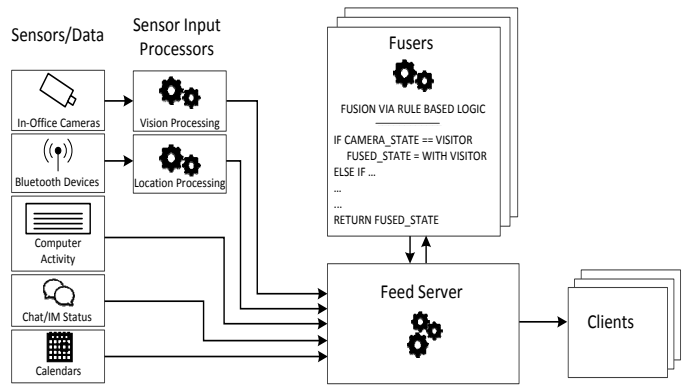 Sensors/Data
Sensor Input
Processors
In-Office Cameras
Vision Processing
Bluetooth Devices
Location Processing
Computer
Activity
Chat/IM Status
Calendars
Fusers
FUSION VIA RULE BASED LOGIC
IF CAMERA_STATE == VISITOR
FUSED_STATE = WITH VISITOR
ELSE IF ...
...
...
RETURN FUSED_STATE
Feed Server
Clients